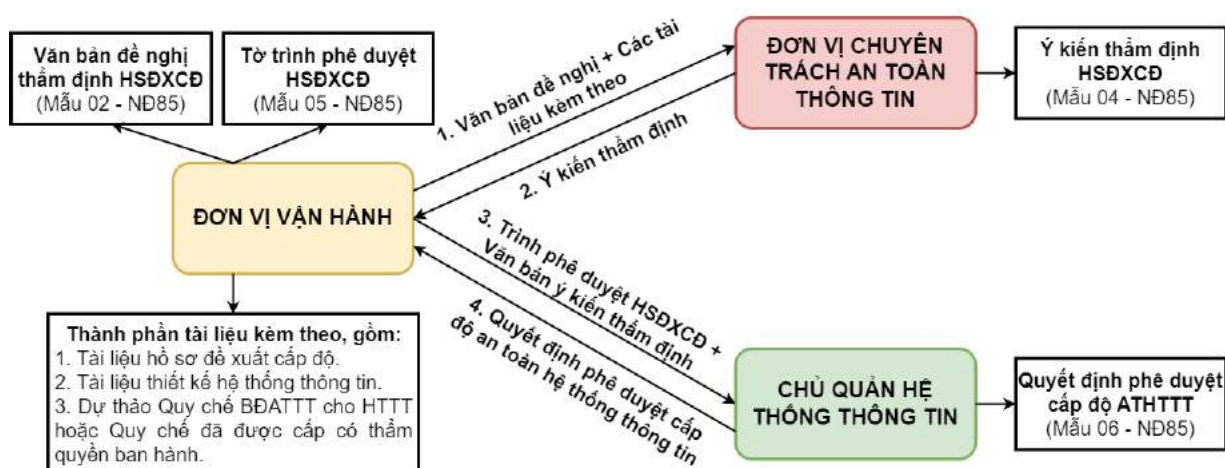 Văn bản đề nghị
thẩm định HSĐXCĐ
(Mẫu 02 - NĐ85)
Tờ trình phê duyệt
HSĐXCĐ
(Mẫu 05 - NĐ85)
1. Văn bản đề nghị + Các tài
liệu kèm theo
2. Ý kiến thẩm định
ĐƠN VỊ CHUYÊN
TRÁCH AN TOÀN
THÔNG TIN
Ý kiến thẩm định
HSĐXCĐ
(Mẫu 04 - NĐ85)
ĐƠN VỊ VẬN HÀNH
3. Trình phê duyệt HSĐXCĐ +
Văn bản ý kiến thẩm định
4. Quyết định phê duyệt cấp
độ an toàn hệ thống thông tin
Thành phần tài liệu kèm theo, gồm:
1. Tài liệu hồ sơ đề xuất cấp độ.
2. Tài liệu thiết kế hệ thống thông tin.
3. Dự thảo Quy chế BĐATTT cho HTTT
hoặc Quy chế đã được cấp có thẩm
quyền ban hành.
CHỦ QUẢN HỆ
THỐNG THÔNG TIN
Quyết định phê duyệt
cấp độ ATHTTT
(Mẫu 06 - NĐ85)